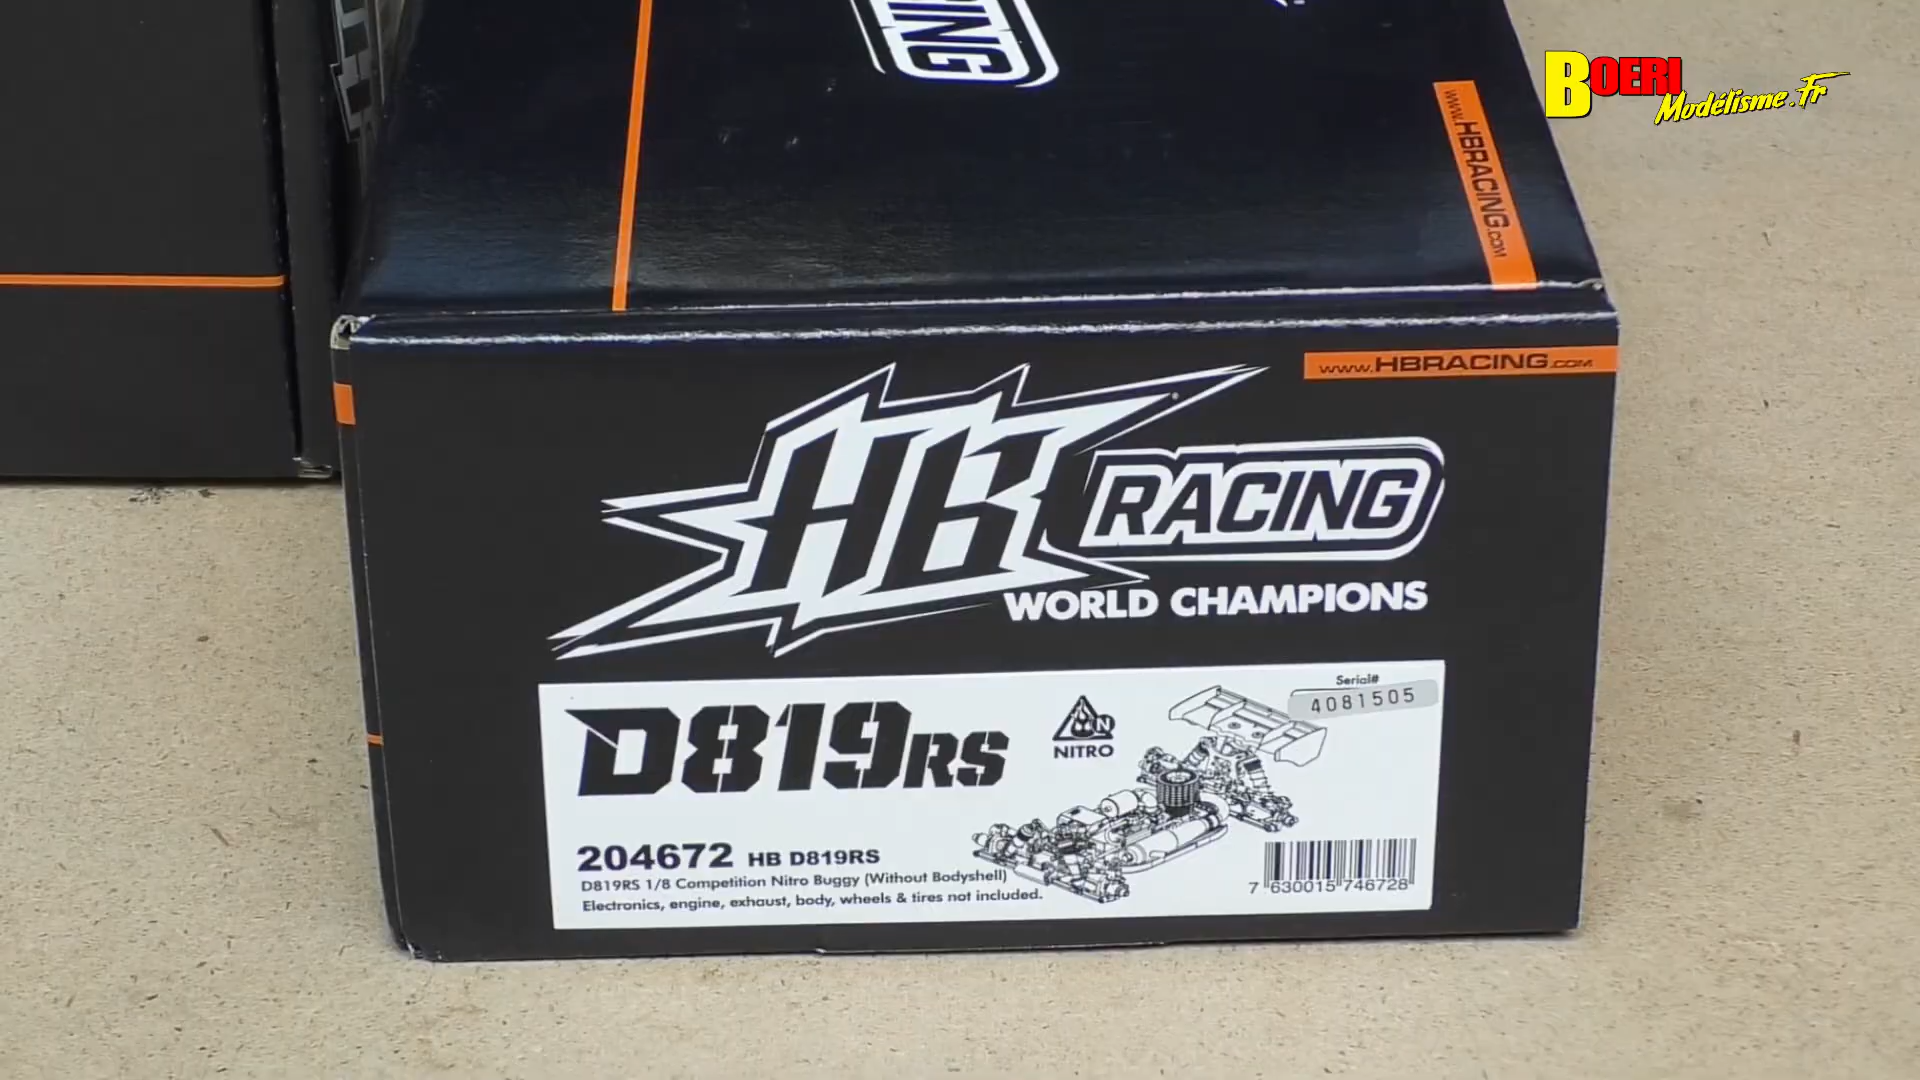 BOERI
Modélisme.Fr
www.HBRACING.com
www.HBRACING.com
HB RACING
WORLD CHAMPIONS
Serial#
4081505
D819RS
NITRO
204672 HB D819RS
D819RS 1/8 Competition Nitro Buggy (Without Bodyshell)
Electronics, engine, exhaust, body, wheels & tires not included.
7 630015 746728